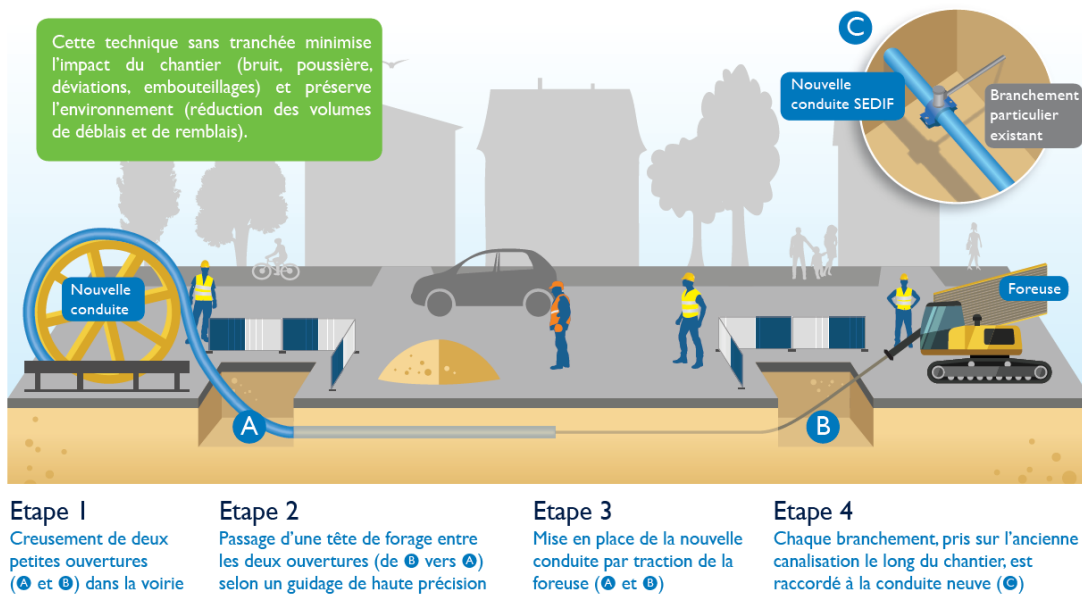 Cette technique sans tranchée minimise
l'impact du chantier (bruit, poussière,
déviations, embouteillages) et préserve
l'environnement (réduction des volumes
de déblais et de remblais).
C
Nouvelle
conduite SEDIF
Branchement
particulier
existant
Nouvelle
conduite
Foreuse
A
B
Etape 1
Creusement de deux
petites ouvertures
(A et B) dans la voirie
Etape 2
Passage d'une tête de forage entre
les deux ouvertures (de B vers A)
selon un guidage de haute précision
Etape 3
Mise en place de la nouvelle
conduite par traction de la
foreuse (A et B)
Etape 4
Chaque branchement, pris sur l'ancienne
canalisation le long du chantier, est
raccordé à la conduite neuve (C)